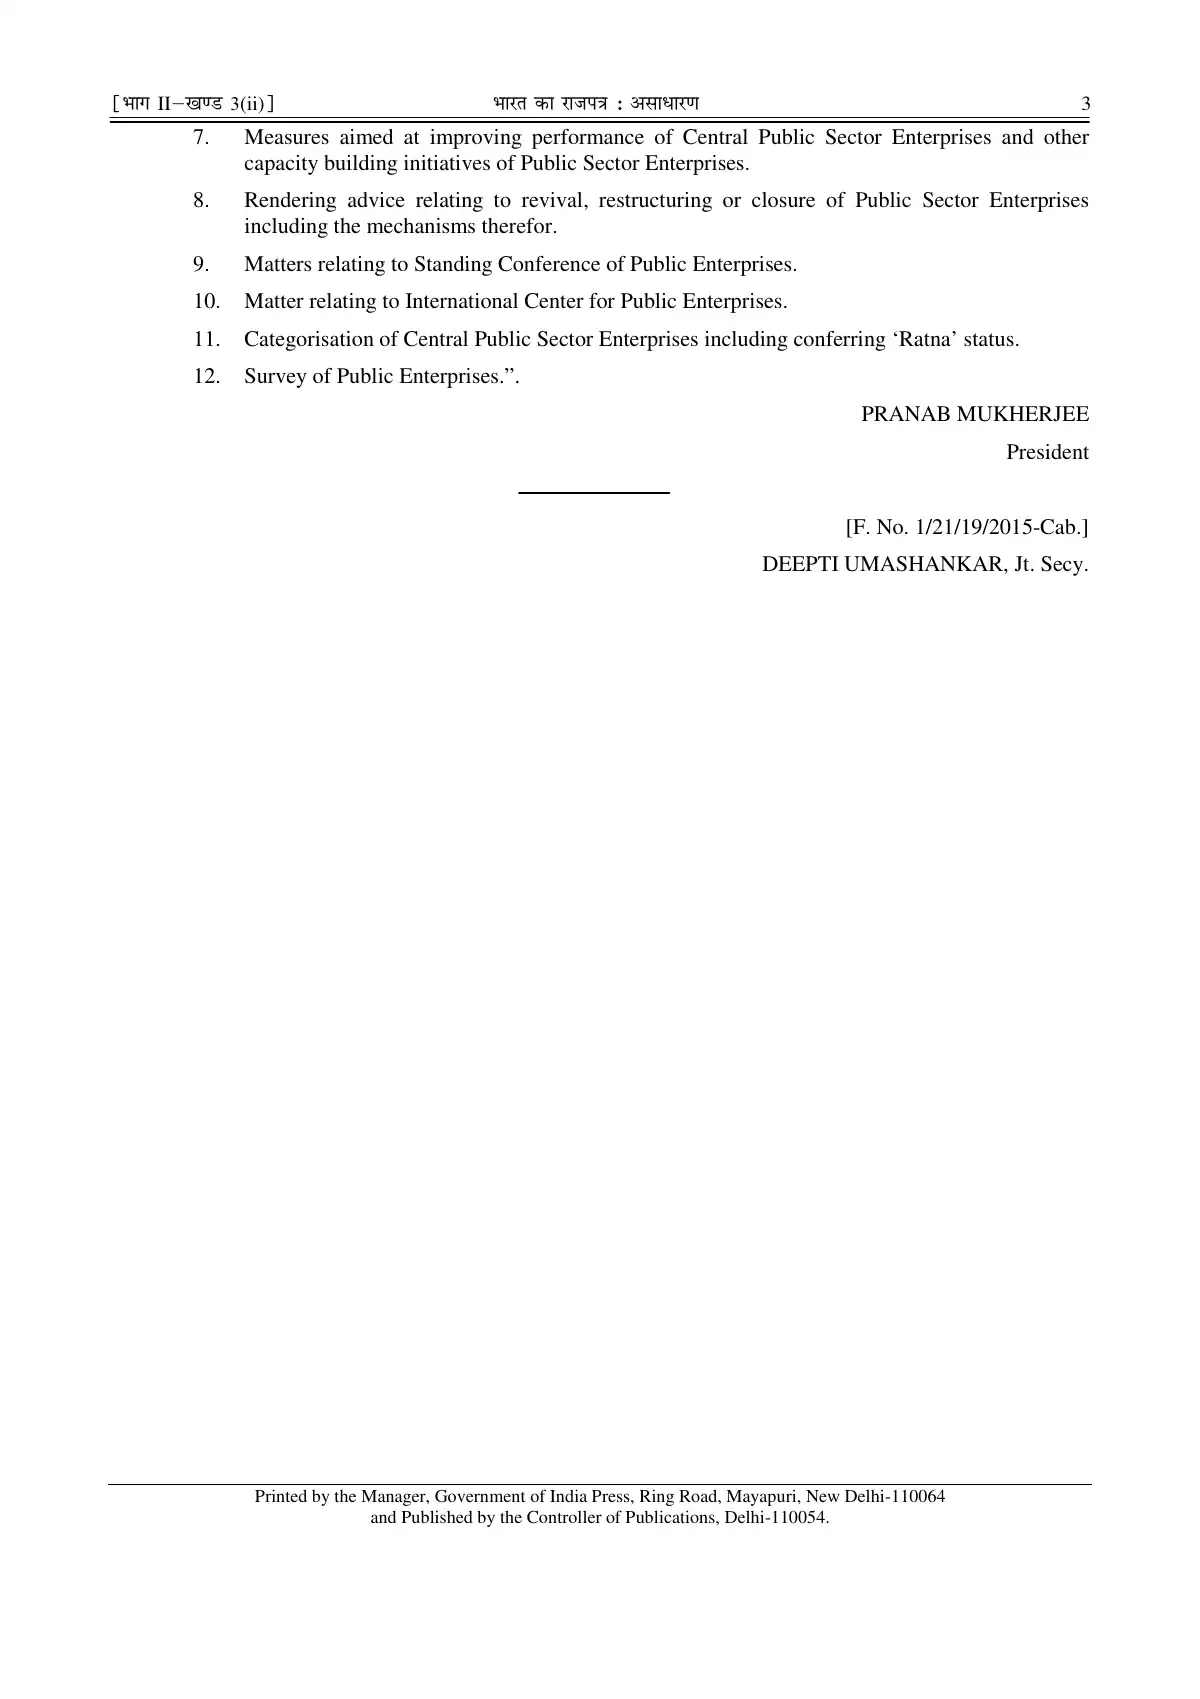 [भाग II—खण्ड 3(ii)] भारत का राजपत्र : असाधारण 3
7. Measures aimed at improving performance of Central Public Sector Enterprises and other
capacity building initiatives of Public Sector Enterprises.
8. Rendering advice relating to revival, restructuring or closure of Public Sector Enterprises
including the mechanisms therefor.
9. Matters relating to Standing Conference of Public Enterprises.
10. Matter relating to International Center for Public Enterprises.
11. Categorisation of Central Public Sector Enterprises including conferring ‘Ratna’ status.
12. Survey of Public Enterprises.”.
PRANAB MUKHERJEE
President
[F. No. 1/21/19/2015-Cab.]
DEEPTI UMASHANKAR, Jt. Secy.
Printed by the Manager, Government of India Press, Ring Road, Mayapuri, New Delhi-110064
and Published by the Controller of Publications, Delhi-110054.